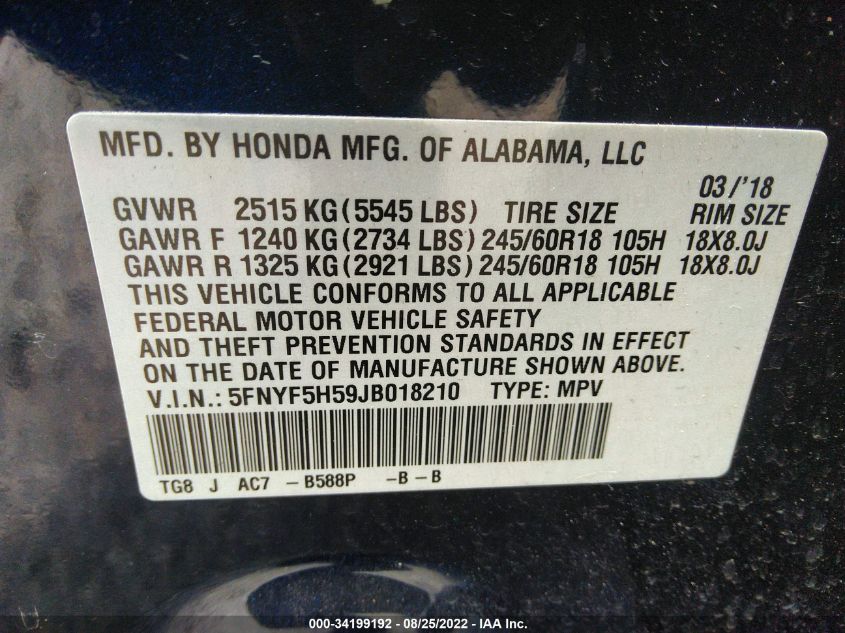 MFD. BY HONDA MFG. OF ALABAMA, LLC
03/'18
GVWR 2515 KG (5545 LBS) TIRE SIZE RIM SIZE
GAWR F 1240 KG (2734 LBS) 245/60R18 105H 18X8.0J
GAWR R 1325 KG (2921 LBS) 245/60R18 105H 18X8.0J
THIS VEHICLE CONFORMS TO ALL APPLICABLE
FEDERAL MOTOR VEHICLE SAFETY
AND THEFT PREVENTION STANDARDS IN EFFECT
ON THE DATE OF MANUFACTURE SHOWN ABOVE.
V.I.N.: 5FNYF5H59JB018210 TYPE: MPV
TG8 J AC7 -B588P -B-B
000-34199192 - 08/25/2022 - IAA Inc.